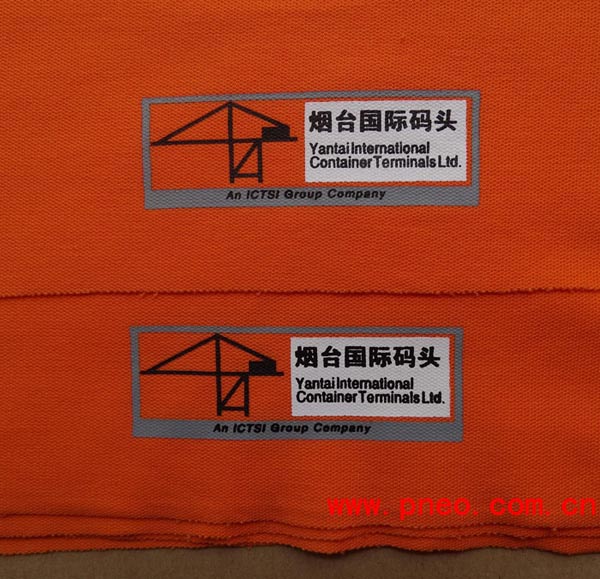 烟台国际码头
Yantai International
Container Terminals Ltd.
An ICTSI Group Company
烟台国际码头
Yantai International
Container Terminals Ltd.
An ICTSI Group Company
www.pneo.com.cn